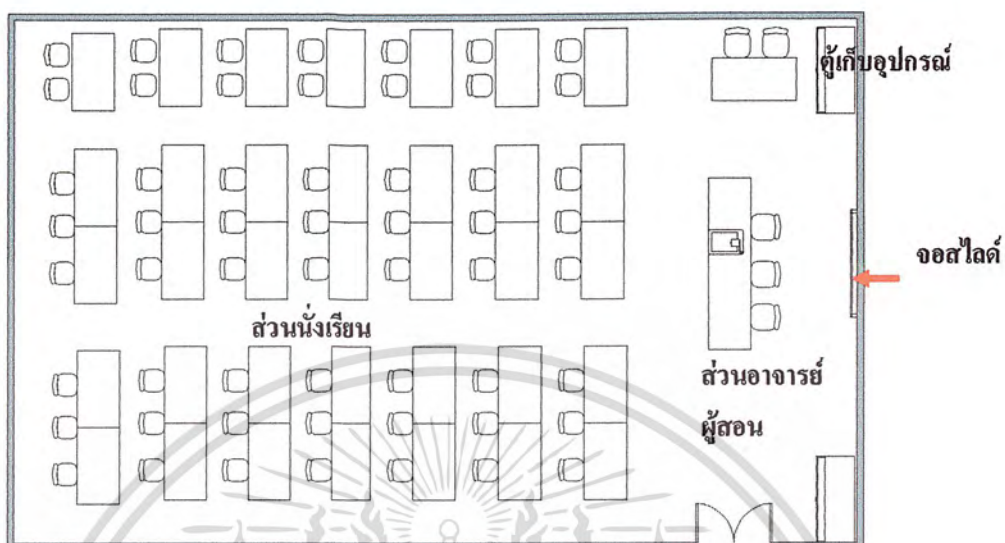 ตู้เก็บอุปกรณ์
จอสไลด์
ส่วนนั่งเรียน
ส่วนอาจารย์
ผู้สอน